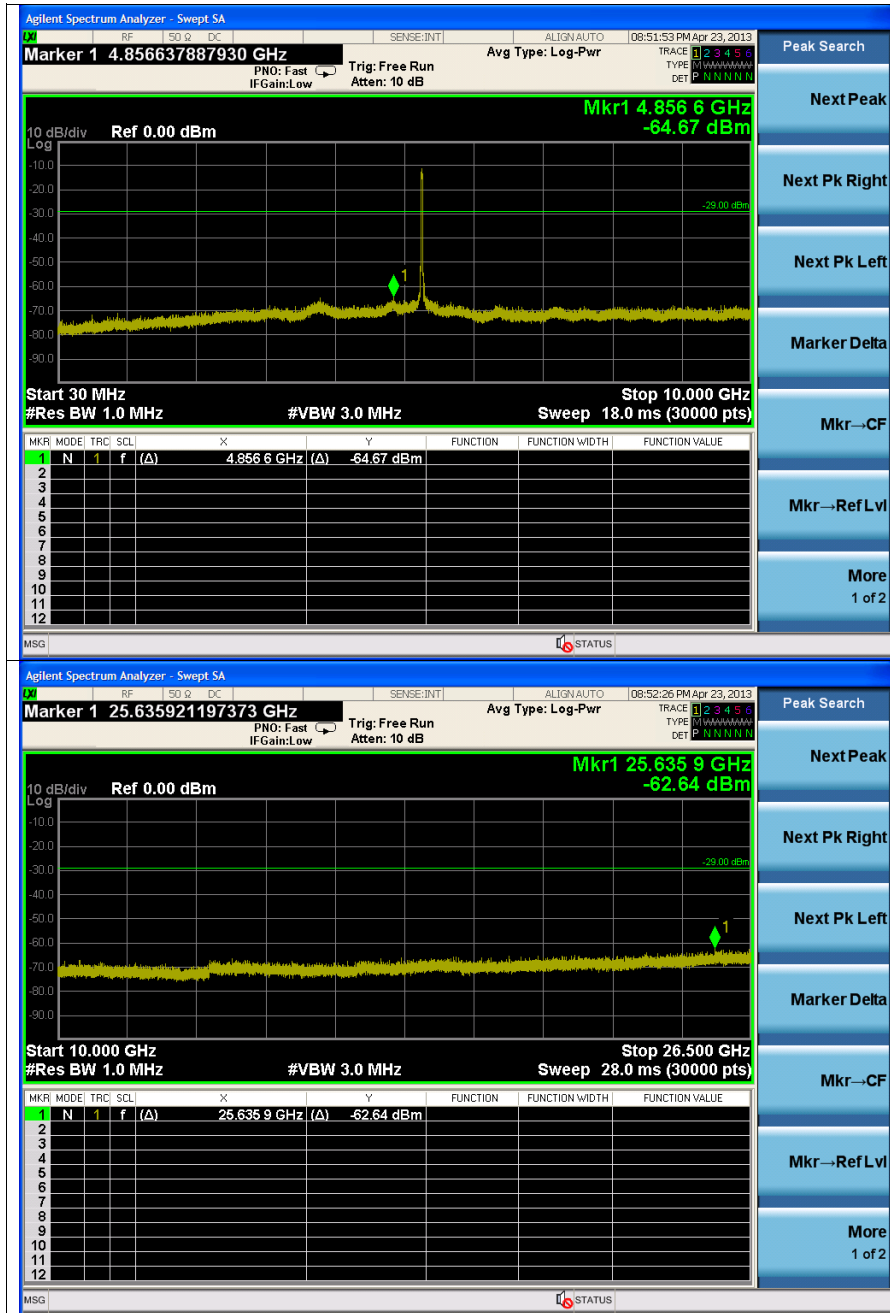 Agilent Spectrum Analyzer - Swept SA
LXI RF 50 Ω DC SENSE:INT ALIGN AUTO 08:51:53 PM Apr 23, 2013
Marker 1 4.856637887930 GHz
PNO: Fast
IFGain:Low
Trig: Free Run
Atten: 10 dB
Avg Type: Log-Pwr
TRACE 1 2 3 4 5 6
TYPE MWWWWW
DET P N N N N N
Peak Search
Next Peak
Next Pk Right
Next Pk Left
Marker Delta
Mkr→CF
Mkr→Ref Lvl
More
1 of 2
Mkr1 4.856 6 GHz
-64.67 dBm
10 dB/div Ref 0.00 dBm
Log
-10.0
-20.0
-29.00 dBm
-30.0
-40.0
-50.0
1
-60.0
-70.0
-80.0
-90.0
Start 30 MHz Stop 10.000 GHz
#Res BW 1.0 MHz #VBW 3.0 MHz Sweep 18.0 ms (30000 pts)
MKR MODE TRC SCL X Y FUNCTION FUNCTION WIDTH FUNCTION VALUE
1 N 1 f (Δ) 4.856 6 GHz (Δ) -64.67 dBm
2
3
4
5
6
7
8
9
10
11
12
MSG STATUS
Agilent Spectrum Analyzer - Swept SA
LXI RF 50 Ω DC SENSE:INT ALIGN AUTO 08:52:26 PM Apr 23, 2013
Marker 1 25.635921197373 GHz
PNO: Fast
IFGain:Low
Trig: Free Run
Atten: 10 dB
Avg Type: Log-Pwr
TRACE 1 2 3 4 5 6
TYPE MWWWWW
DET P N N N N N
Peak Search
Next Peak
Next Pk Right
Next Pk Left
Marker Delta
Mkr→CF
Mkr→Ref Lvl
More
1 of 2
Mkr1 25.635 9 GHz
-62.64 dBm
10 dB/div Ref 0.00 dBm
Log
-10.0
-20.0
-29.00 dBm
-30.0
-40.0
-50.0
1
-60.0
-70.0
-80.0
-90.0
Start 10.000 GHz Stop 26.500 GHz
#Res BW 1.0 MHz #VBW 3.0 MHz Sweep 28.0 ms (30000 pts)
MKR MODE TRC SCL X Y FUNCTION FUNCTION WIDTH FUNCTION VALUE
1 N 1 f (Δ) 25.635 9 GHz (Δ) -62.64 dBm
2
3
4
5
6
7
8
9
10
11
12
MSG STATUS